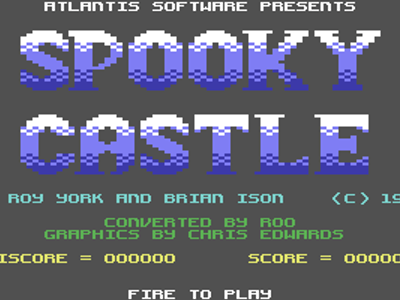 ATLANTIS SOFTWARE PRESENTS
SPOOKY
CASTLE
ROY YORK AND BRIAN ISON (C) 19
CONVERTED BY ROO
GRAPHICS BY CHRIS EDWARDS
ISCORE = 000000 SCORE = 00000
FIRE TO PLAY